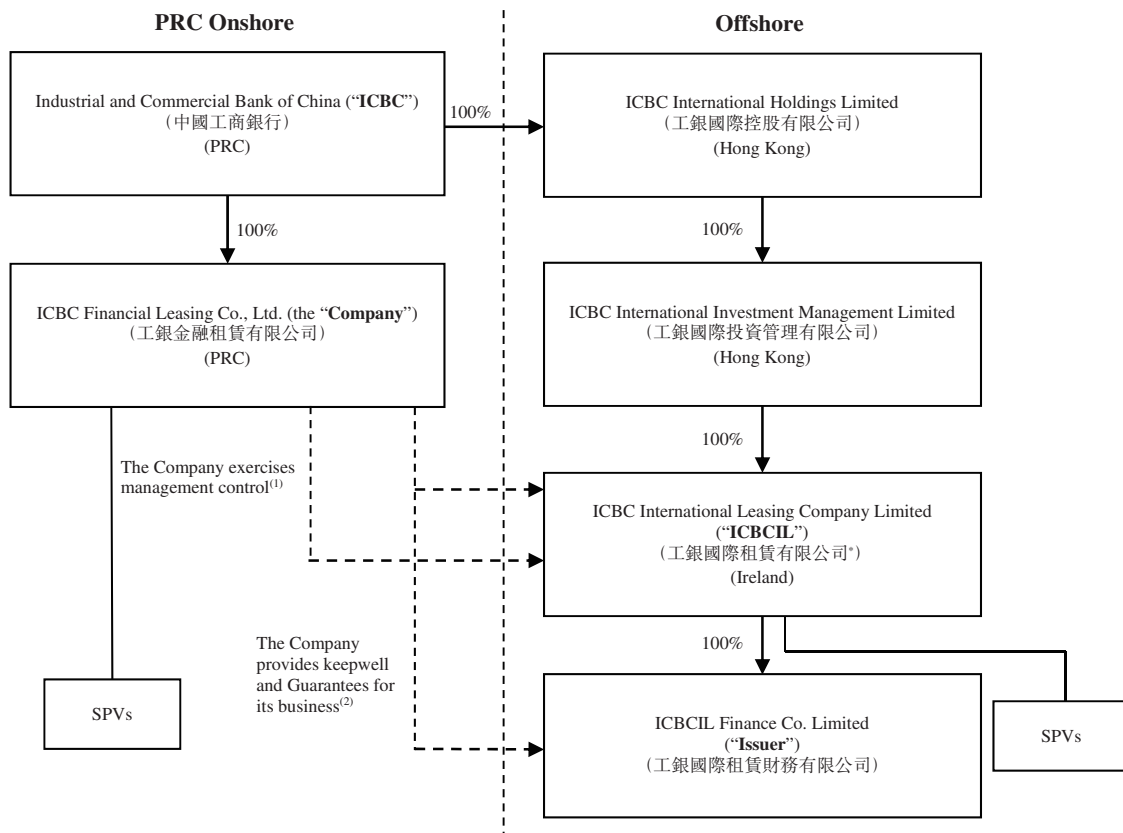 PRC Onshore
Offshore
Industrial and Commercial Bank of China (“ICBC”)
（中國工商銀行）
(PRC)
100%
ICBC International Holdings Limited
（工銀國際控股有限公司）
(Hong Kong)
100%
100%
ICBC Financial Leasing Co., Ltd. (the “Company”)
（工銀金融租賃有限公司）
(PRC)
ICBC International Investment Management Limited
（工銀國際投資管理有限公司）
(Hong Kong)
100%
The Company exercises
management control(1)
ICBC International Leasing Company Limited
(“ICBCIL”)
（工銀國際租賃有限公司*）
(Ireland)
100%
The Company
provides keepwell
and Guarantees for
its business(2)
SPVs
ICBCIL Finance Co. Limited
(“Issuer”)
（工銀國際租賃財務有限公司）
SPVs